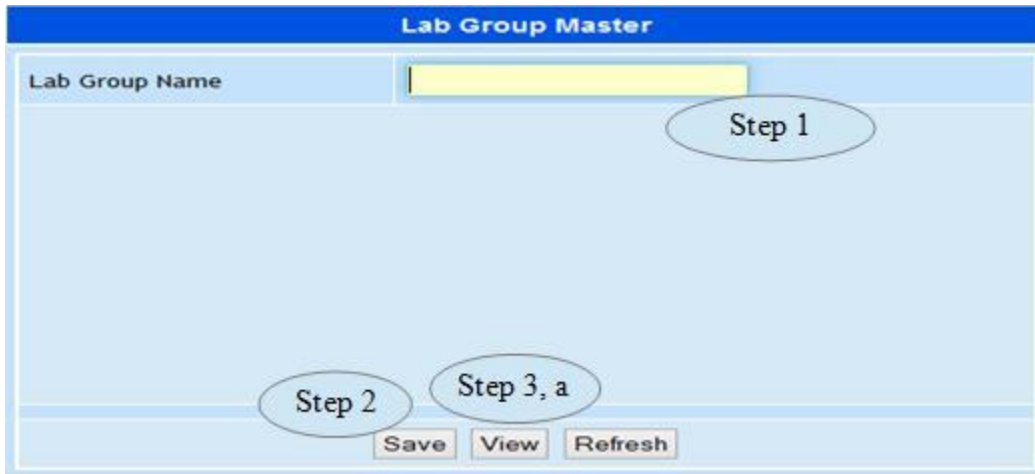 Lab Group Master
Lab Group Name
Step 1
Step 2
Step 3, a
Save View Refresh